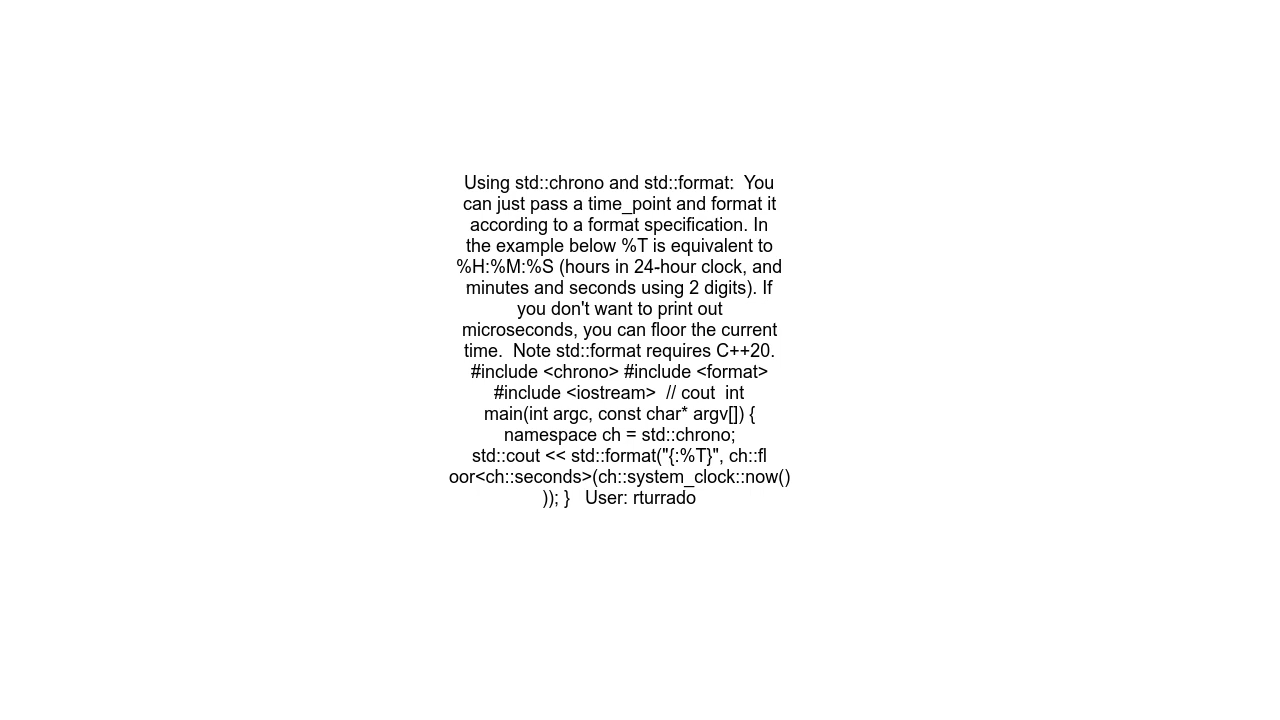 Using std::chrono and std::format:  You
can just pass a time_point and format it
according to a format specification. In
the example below %T is equivalent to
%H:%M:%S (hours in 24-hour clock, and
minutes and seconds using 2 digits). If
you don't want to print out
microseconds, you can floor the current
time.  Note std::format requires C++20.
#include <chrono> #include <format>
#include <iostream>  // cout  int
main(int argc, const char* argv[]) {
namespace ch = std::chrono;
std::cout << std::format("{:%T}", ch::fl
oor<ch::seconds>(ch::system_clock::now()
)); }   User: rturrado